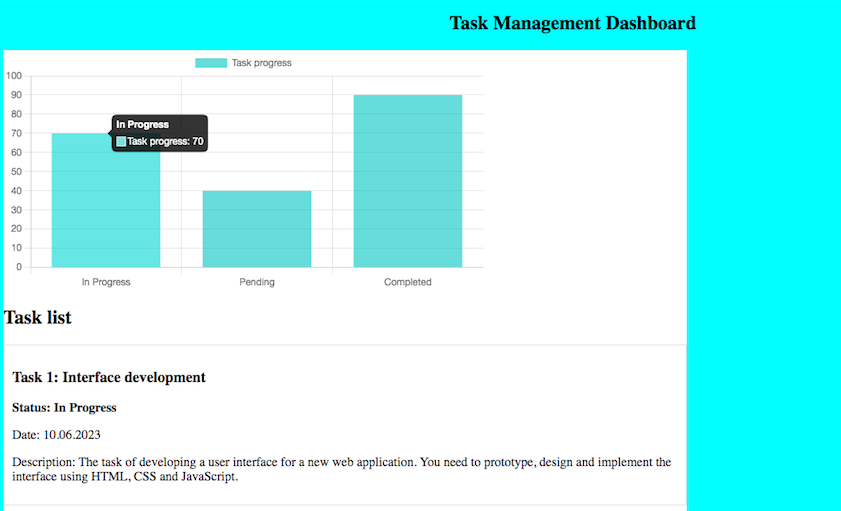 Task Management Dashboard
Task progress
100
90
80
70
60
50
40
30
20
10
0
In Progress
Task progress: 70
In Progress
Pending
Completed
Task list
Task 1: Interface development
Status: In Progress
Date: 10.06.2023
Description: The task of developing a user interface for a new web application. You need to prototype, design and implement the
interface using HTML, CSS and JavaScript.